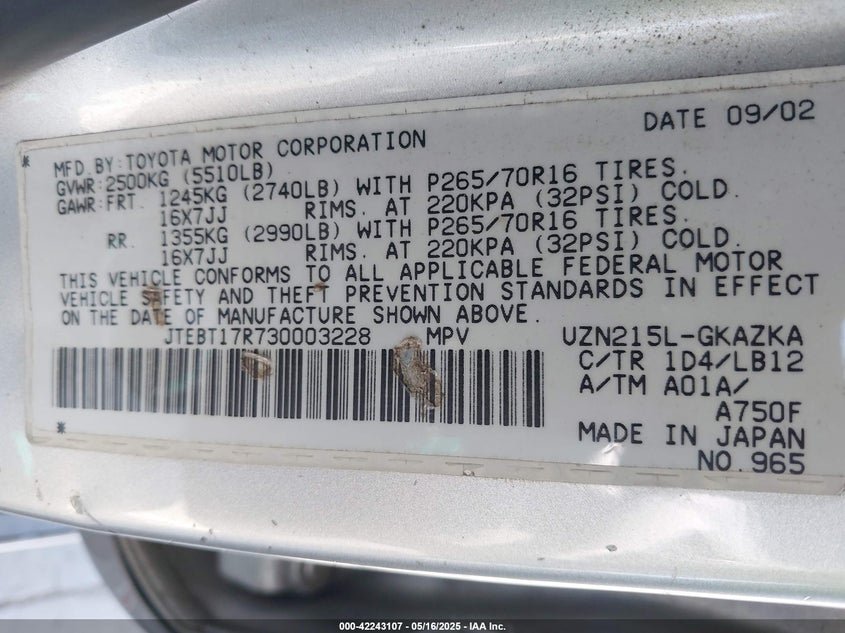 DATE 09/02
MFD.BY:TOYOTA MOTOR CORPORATION
GVWR:2500KG (5510LB)
GAWR:FRT. 1245KG (2740LB) WITH P265/70R16 TIRES.
16X7JJ RIMS. AT 220KPA (32PSI) COLD.
RR. 1355KG (2990LB) WITH P265/70R16 TIRES.
16X7JJ RIMS. AT 220KPA (32PSI) COLD.
THIS VEHICLE CONFORMS TO ALL APPLICABLE FEDERAL MOTOR
VEHICLE SAFETY AND THEFT PREVENTION STANDARDS IN EFFECT
ON THE DATE OF MANUFACTURE SHOWN ABOVE.
JTEBT17R730003228 MPV UZN215L-GKAZKA
C/TR 1D4/LB12
A/TM A01A/
A750F
MADE IN JAPAN
NO.965
000-42243107 - 05/16/2025 - IAA Inc.